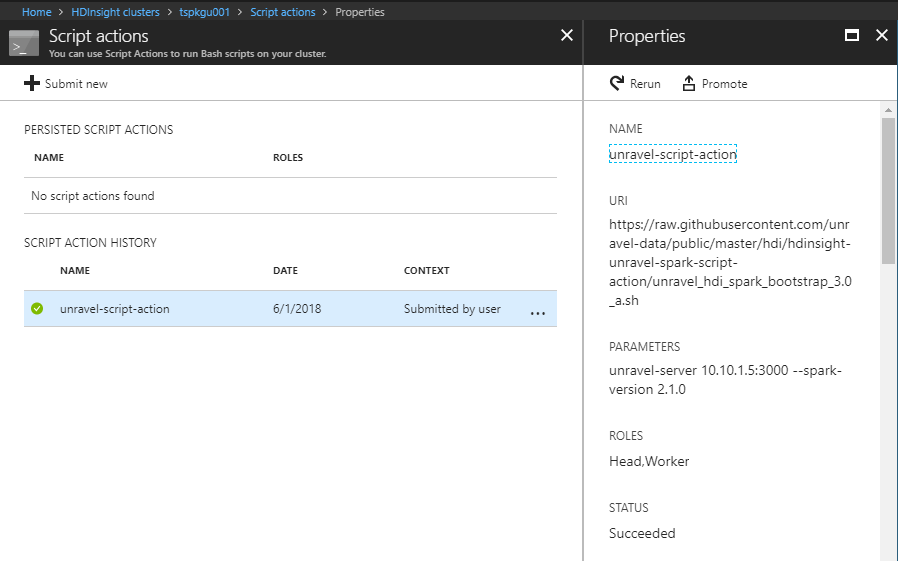 Home > HDInsight clusters > tspkgu001 > Script actions > Properties
Script actions
You can use Script Actions to run Bash scripts on your cluster.
Submit new
PERSISTED SCRIPT ACTIONS
NAME ROLES
No script actions found
SCRIPT ACTION HISTORY
NAME DATE CONTEXT
unravel-script-action 6/1/2018 Submitted by user ...
Properties
Rerun Promote
NAME
unravel-script-action
URI
https://raw.githubusercontent.com/unr
avel-data/public/master/hdi/hdinsight-
unravel-spark-script-
action/unravel_hdi_spark_bootstrap_3.0
_a.sh
PARAMETERS
unravel-server 10.10.1.5:3000 --spark-
version 2.1.0
ROLES
Head,Worker
STATUS
Succeeded